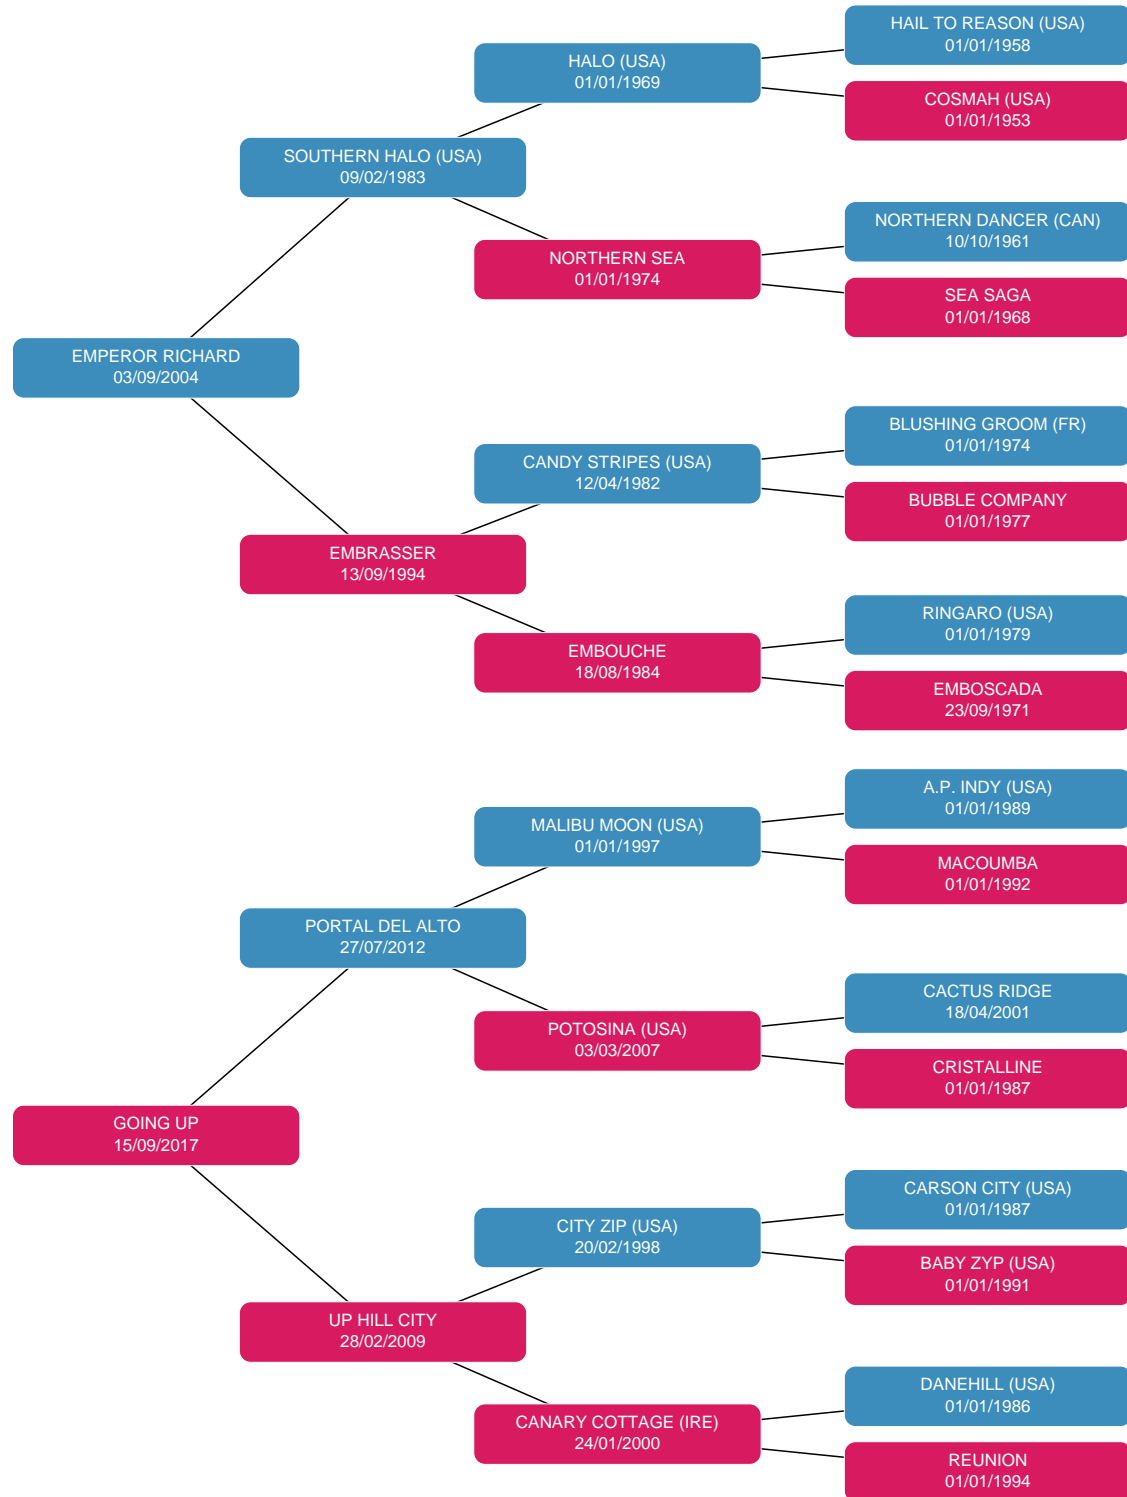 HAIL TO REASON (USA)
01/01/1958
HALO (USA)
01/01/1969
COSMAH (USA)
01/01/1953
SOUTHERN HALO (USA)
09/02/1983
NORTHERN DANCER (CAN)
10/10/1961
NORTHERN SEA
01/01/1974
SEA SAGA
01/01/1968
EMPEROR RICHARD
03/09/2004
BLUSHING GROOM (FR)
01/01/1974
CANDY STRIPES (USA)
12/04/1982
BUBBLE COMPANY
01/01/1977
EMBRASSER
13/09/1994
RINGARO (USA)
01/01/1979
EMBOUCHE
18/08/1984
EMBOSCADA
23/09/1971
A.P. INDY (USA)
01/01/1989
MALIBU MOON (USA)
01/01/1997
MACOUMBA
01/01/1992
PORTAL DEL ALTO
27/07/2012
CACTUS RIDGE
18/04/2001
POTOSINA (USA)
03/03/2007
CRISTALLINE
01/01/1987
GOING UP
15/09/2017
CARSON CITY (USA)
01/01/1987
CITY ZIP (USA)
20/02/1998
BABY ZYP (USA)
01/01/1991
UP HILL CITY
28/02/2009
DANEHILL (USA)
01/01/1986
CANARY COTTAGE (IRE)
24/01/2000
REUNION
01/01/1994